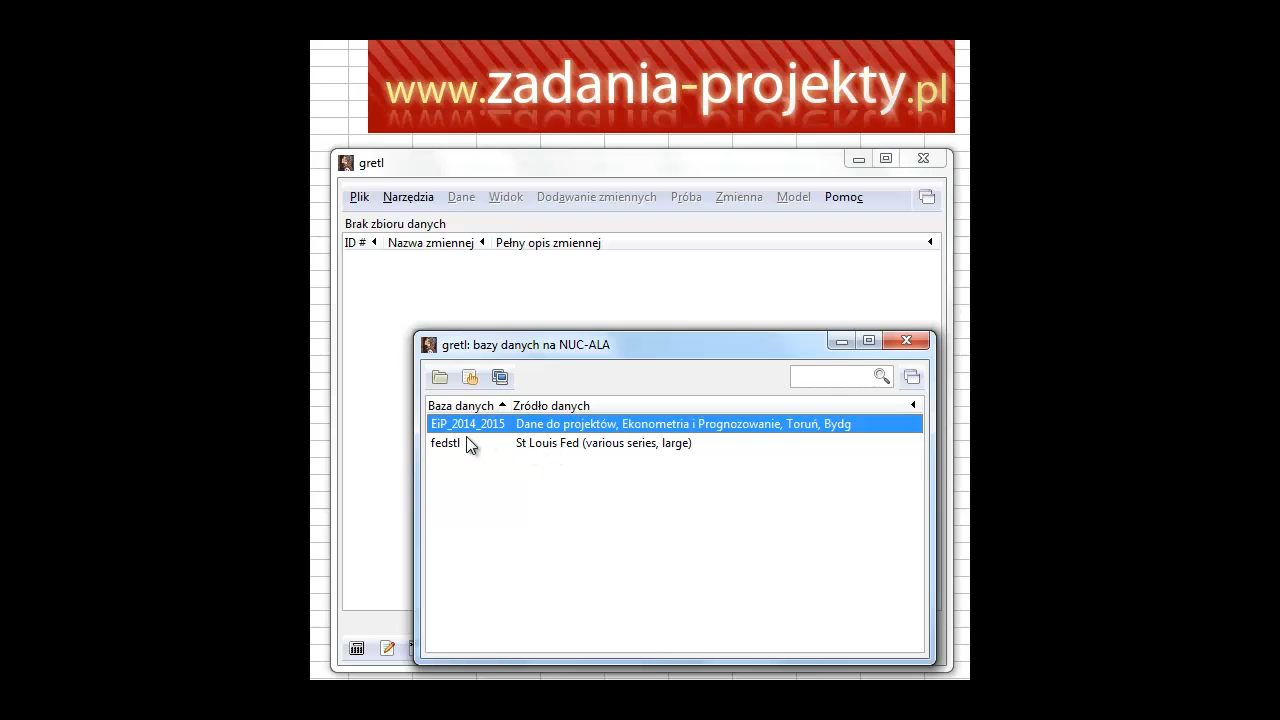 www.zadania-projekty.pl
gretl
Plik Narzędzia Dane Widok Dodawanie zmiennych Próba Zmienna Model Pomoc
Brak zbioru danych
ID # Nazwa zmiennej Pełny opis zmiennej
gretl: bazy danych na NUC-ALA
Baza danych Zródło danych
EiP_2014_2015 Dane do projektów, Ekonometria i Prognozowanie, Toruń, Bydg
fedstl St Louis Fed (various series, large)